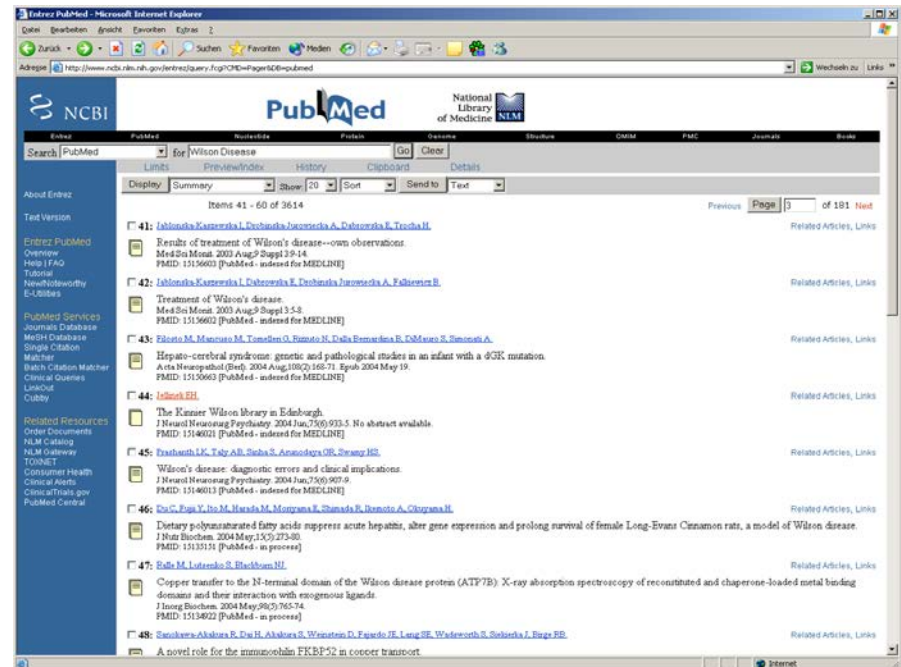 Entrez PubMed - Microsoft Internet Explorer
Datei Bearbeiten Ansicht Favoriten Extras ?
Zurück Suchen Favoriten Medien
Adresse http://www.ncbi.nlm.nih.gov/entrez/query.fcgi?CMD=Pager&DB=pubmed Wechseln zu Links »
NCBI PubMed National Library of Medicine NLM
Entrez PubMed Nucleotide Protein Genome Structure OMIM PMC Journals Books
Search PubMed for Wilson Disease Go Clear
Limits Preview/Index History Clipboard Details
Display Summary Show: 20 Sort Send to Text
Items 41 - 60 of 3614 Previous Page 3 of 181 Next
About Entrez
Text Version
Entrez PubMed
Overview
Help | FAQ
Tutorial
New/Noteworthy
E-Utilities
PubMed Services
Journals Database
MeSH Database
Single Citation
Matcher
Batch Citation Matcher
Clinical Queries
LinkOut
Cubby
Related Resources
Order Documents
NLM Catalog
NLM Gateway
TOXNET
Consumer Health
Clinical Alerts
ClinicalTrials.gov
PubMed Central
41: Jablonska-Kaszewska I, Drobinska-Jurowiecka A, Dabrowska E, Trocha H. Related Articles, Links
Results of treatment of Wilson's disease--own observations.
Med Sci Monit. 2003 Aug;9 Suppl 3:9-14.
PMID: 15156603 [PubMed - indexed for MEDLINE]
42: Jablonska-Kaszewska I, Dabrowska E, Drobinska-Jurowiecka A, Falkiewicz B. Related Articles, Links
Treatment of Wilson's disease.
Med Sci Monit. 2003 Aug;9 Suppl 3:5-8.
PMID: 15156602 [PubMed - indexed for MEDLINE]
43: Filosto M, Mancuso M, Tomelleri G, Rizzuto N, Dalla Bernardina B, DiMauro S, Simonati A. Related Articles, Links
Hepato-cerebral syndrome: genetic and pathological studies in an infant with a dGK mutation.
Acta Neuropathol (Berl). 2004 Aug;108(2):168-71. Epub 2004 May 19.
PMID: 15150663 [PubMed - indexed for MEDLINE]
44: Jellinek EH. Related Articles, Links
The Kinnier Wilson library in Edinburgh.
J Neurol Neurosurg Psychiatry. 2004 Jun;75(6):933-5. No abstract available.
PMID: 15146021 [PubMed - indexed for MEDLINE]
45: Prashanth LK, Taly AB, Sinha S, Arunodaya GR, Swamy HS. Related Articles, Links
Wilson's disease: diagnostic errors and clinical implications.
J Neurol Neurosurg Psychiatry. 2004 Jun;75(6):907-9.
PMID: 15146013 [PubMed - indexed for MEDLINE]
46: Du C, Fujii Y, Ito M, Harada M, Moriyama E, Shimada R, Ikemoto A, Okuyama H. Related Articles, Links
Dietary polyunsaturated fatty acids suppress acute hepatitis, alter gene expression and prolong survival of female Long-Evans Cinnamon rats, a model of Wilson disease.
J Nutr Biochem. 2004 May;15(5):273-80.
PMID: 15135151 [PubMed - in process]
47: Ralle M, Lutsenko S, Blackburn NJ. Related Articles, Links
Copper transfer to the N-terminal domain of the Wilson disease protein (ATP7B): X-ray absorption spectroscopy of reconstituted and chaperone-loaded metal binding
domains and their interaction with exogenous ligands.
J Inorg Biochem. 2004 May;98(5):765-74.
PMID: 15134922 [PubMed - in process]
48: Sanokawa-Akakura R, Dai H, Akakura S, Weinstein D, Fajardo JE, Lang SE, Wadsworth S, Siekierka J, Birge RB. Related Articles, Links
A novel role for the immunophilin FKBP52 in copper transport.
Internet